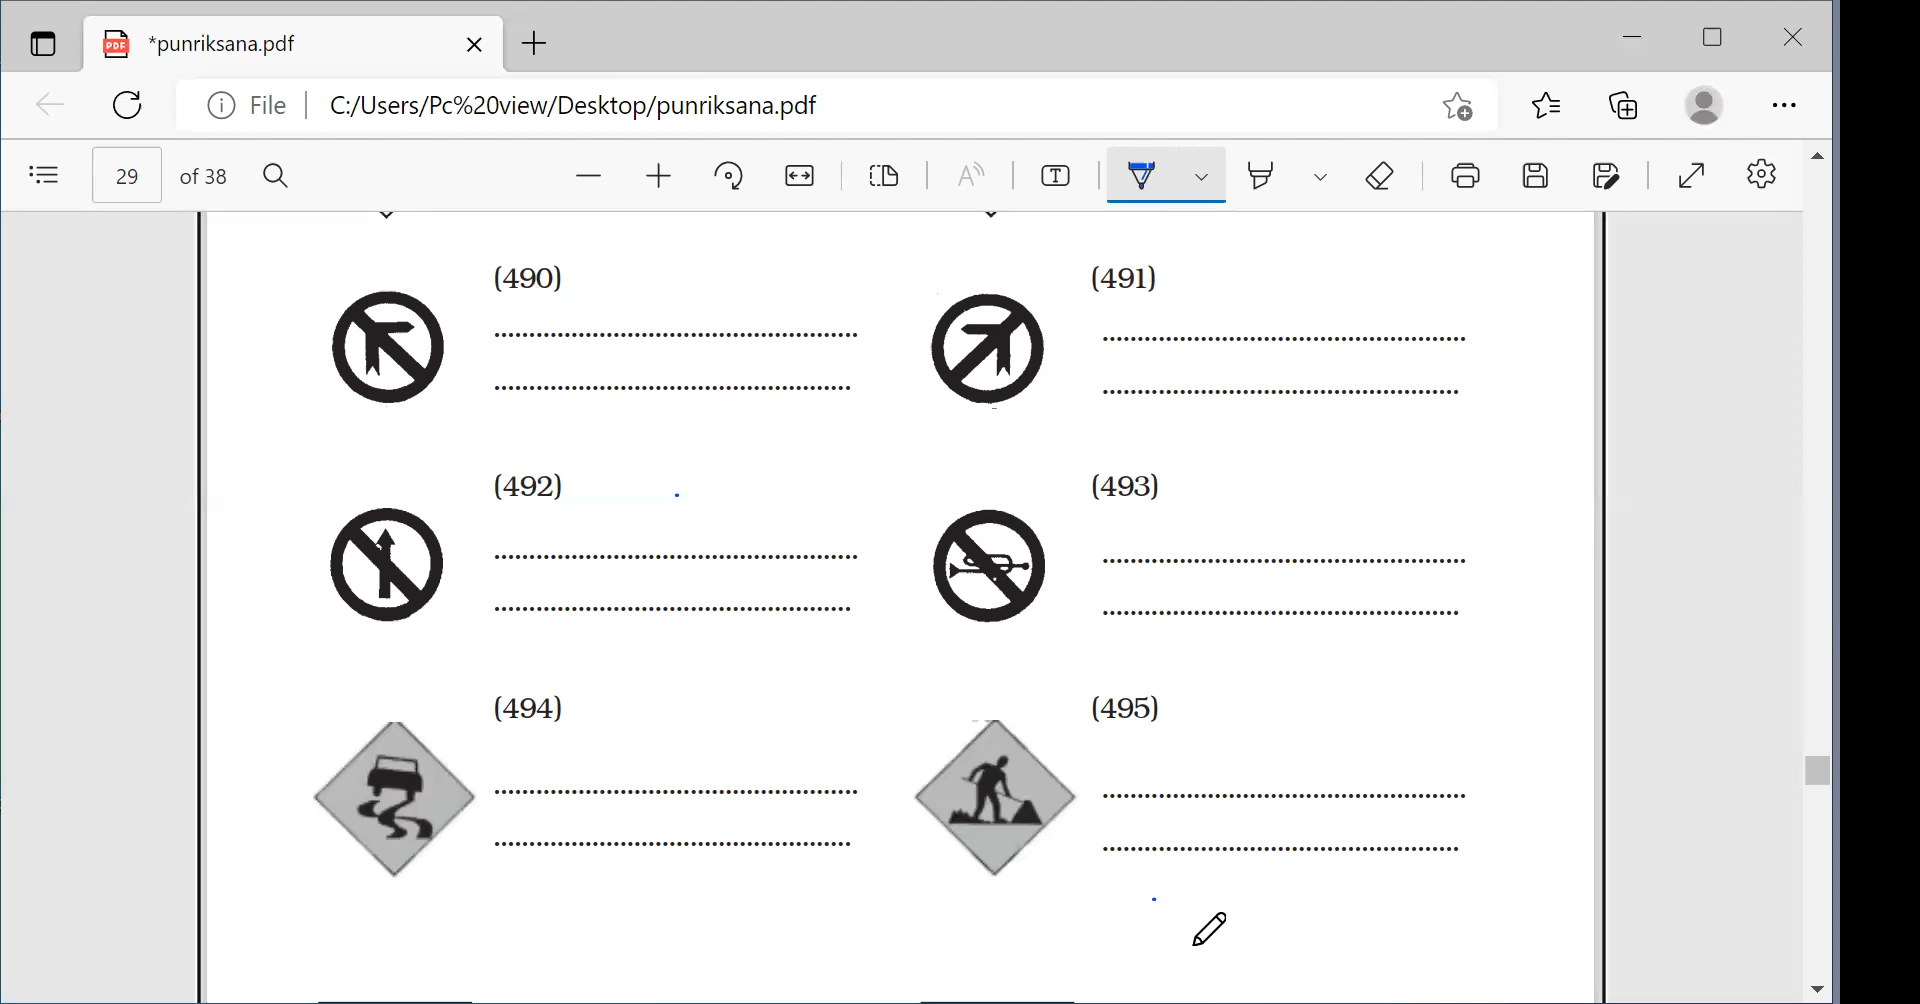 *punriksana.pdf
File
C:/Users/Pc%20view/Desktop/punriksana.pdf
29 of 38
(490)
(491)
(492)
(493)
(494)
(495)